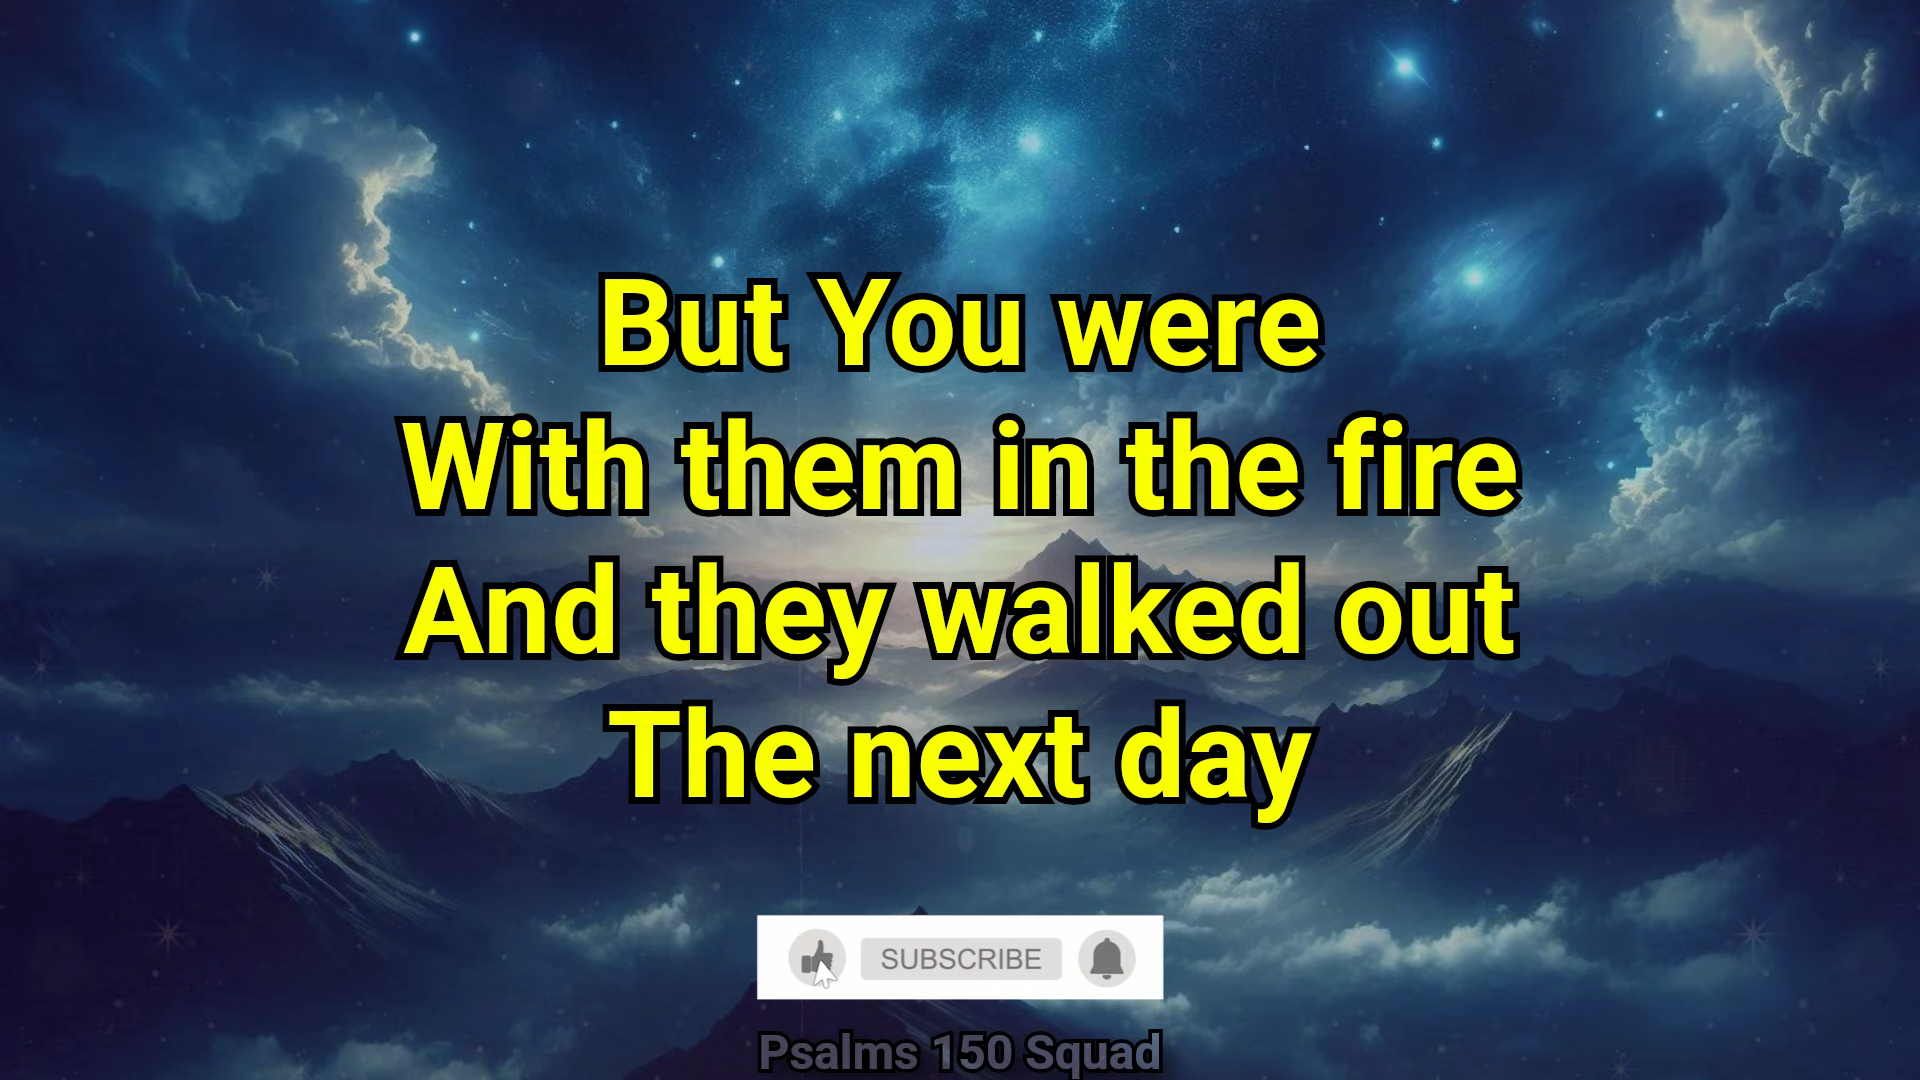 But You were
With them in the fire
And they walked out
The next day
SUBSCRIBE
Psalms 150 Squad